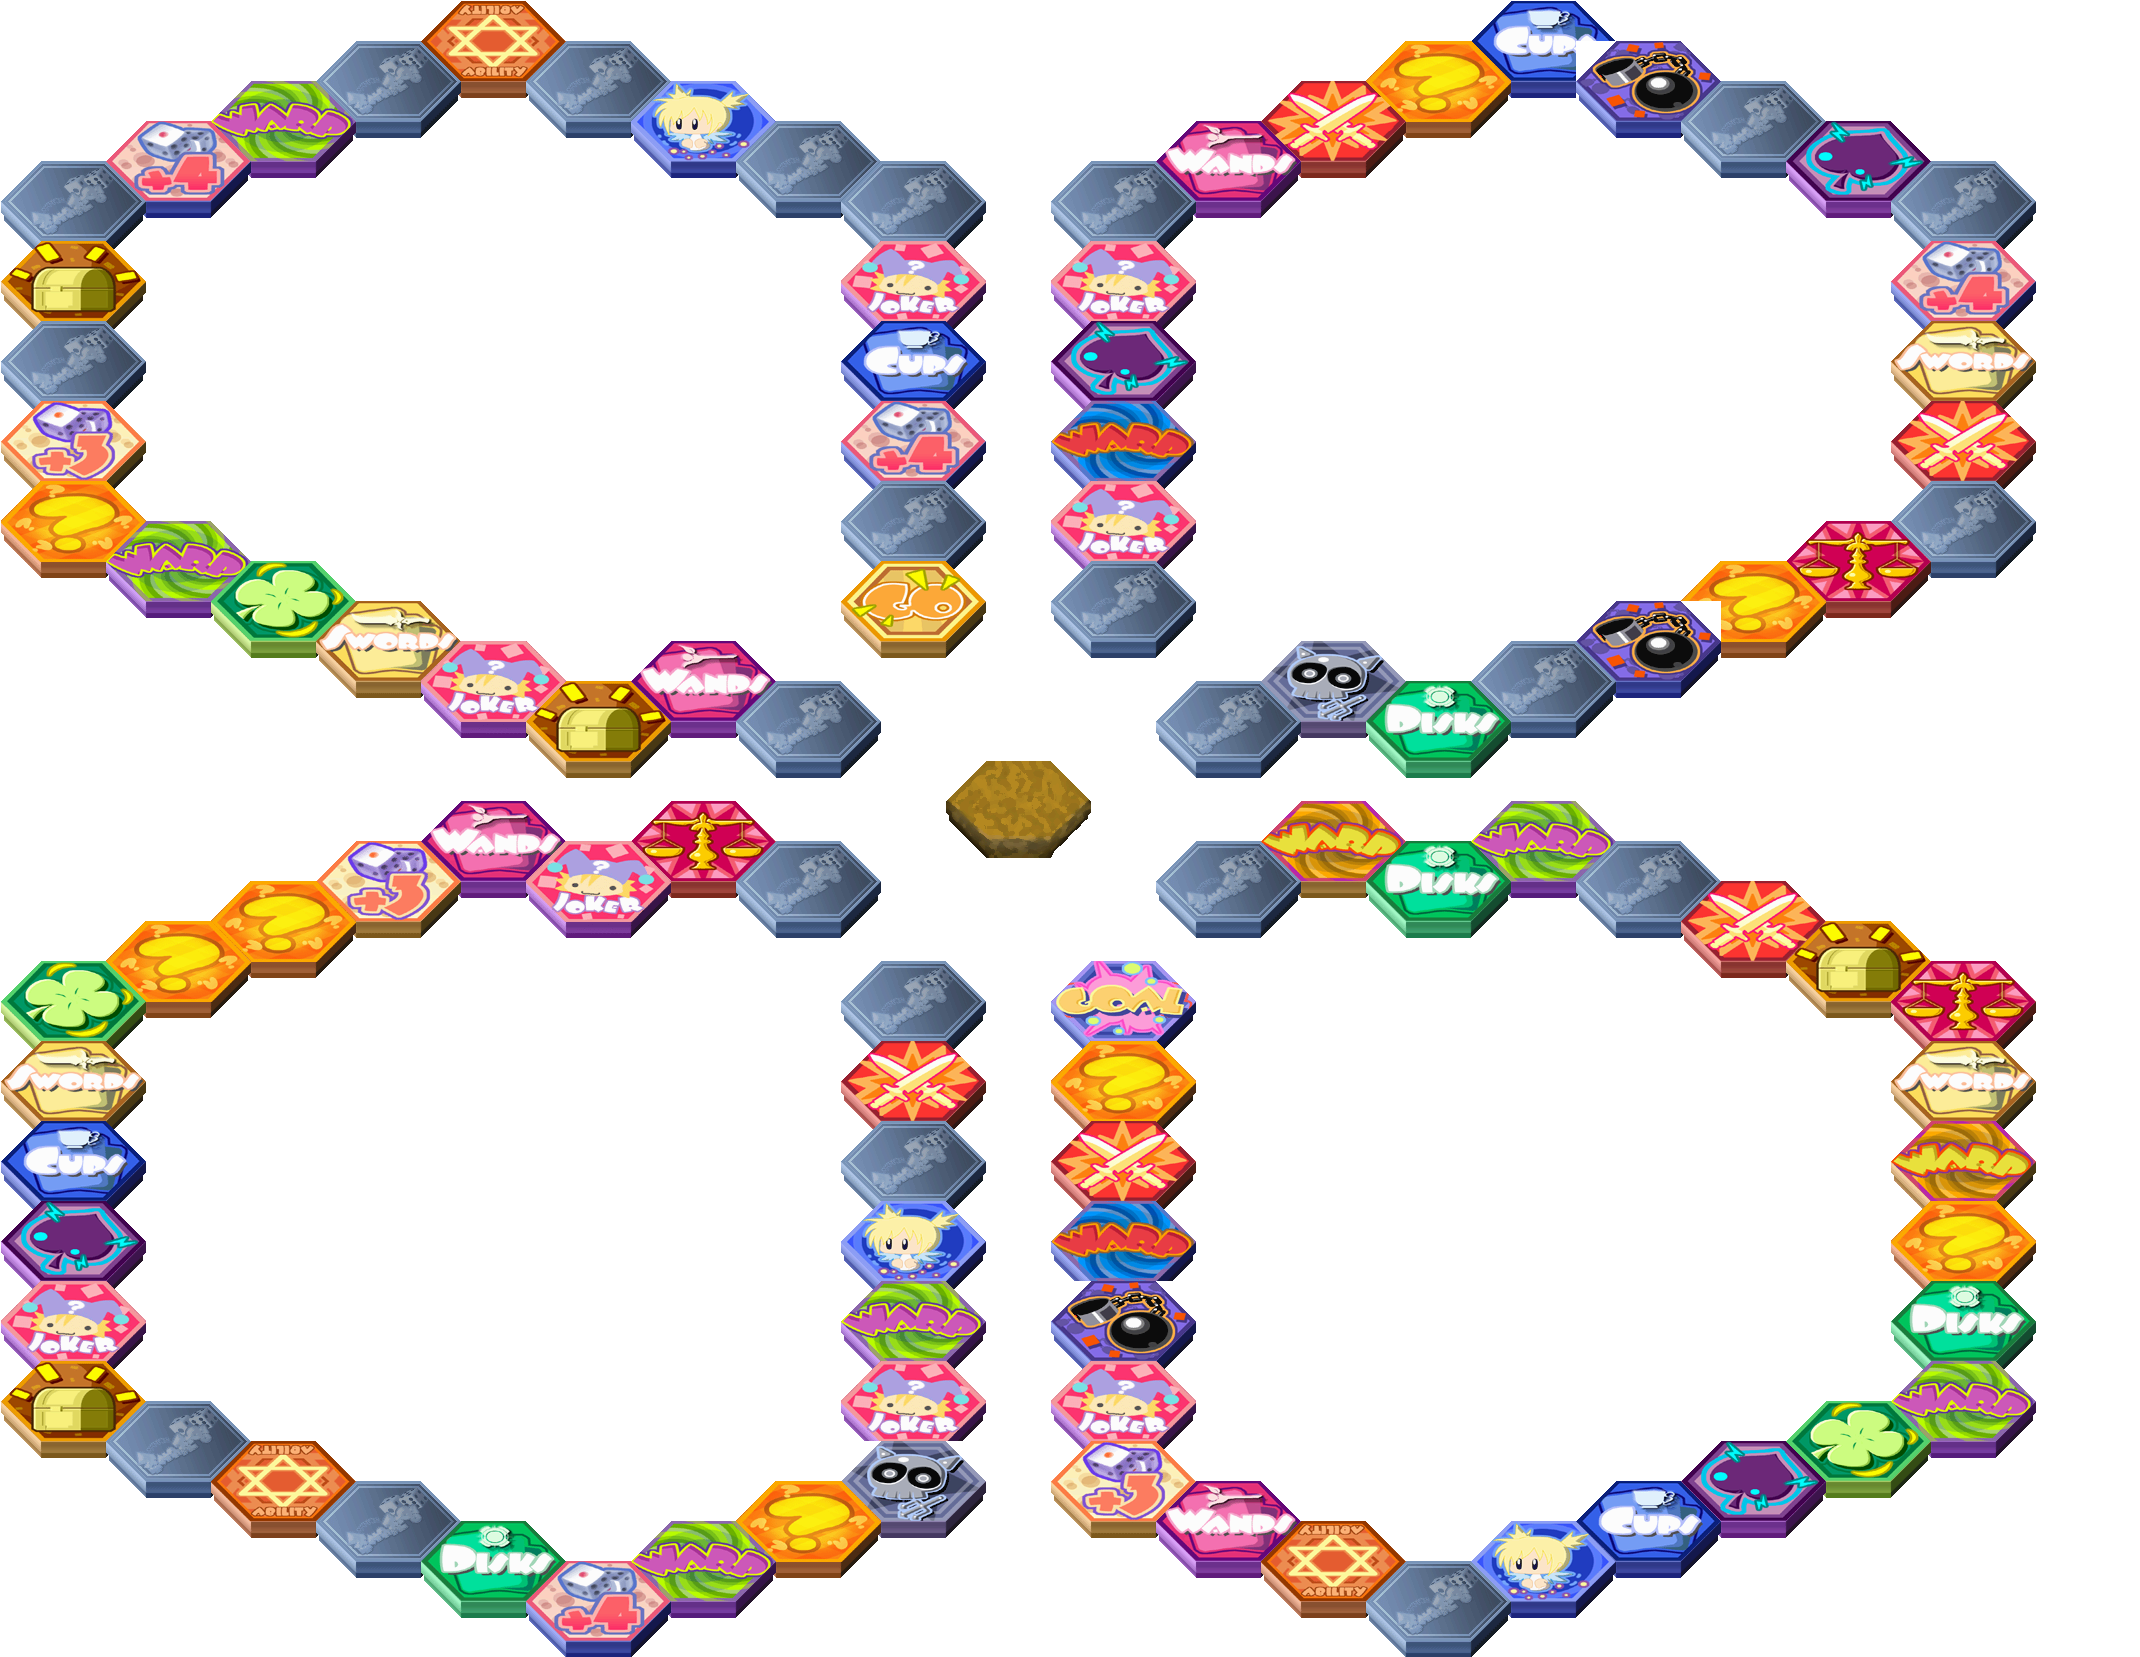 ABILITY
CUPS
ABILITY
?
WARP
WANDS
+4
?
JOKER
?
JOKER
+4
CUPS
SWORDS
+3
+4
WARP
?
?
JOKER
WARP
GO
?
SWORDS
?
JOKER
WANDS
DISKS
WANDS
WARP
WARP
+3
?
JOKER
DISKS
?
?
GOAL
SWORDS
?
SWORDS
CUPS
WARP
WARP
?
?
JOKER
WARP
DISKS
?
JOKER
?
JOKER
WARP
ABILITY
ABILITY
+3
?
WANDS
CUPS
ABILITY
ABILITY
DISKS
WARP
+4